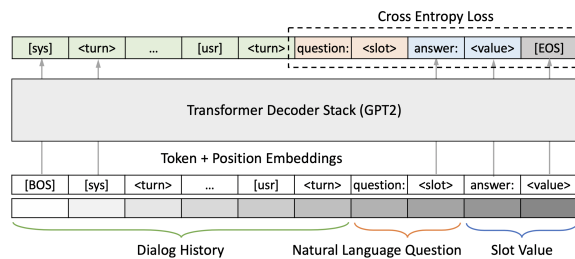 Cross Entropy Loss
[sys] <turn> ... [usr] <turn> question: <slot> answer: <value> [EOS]
Transformer Decoder Stack (GPT2)
Token + Position Embeddings
[BOS] [sys] <turn> ... [usr] <turn> question: <slot> answer: <value>
Dialog History Natural Language Question Slot Value